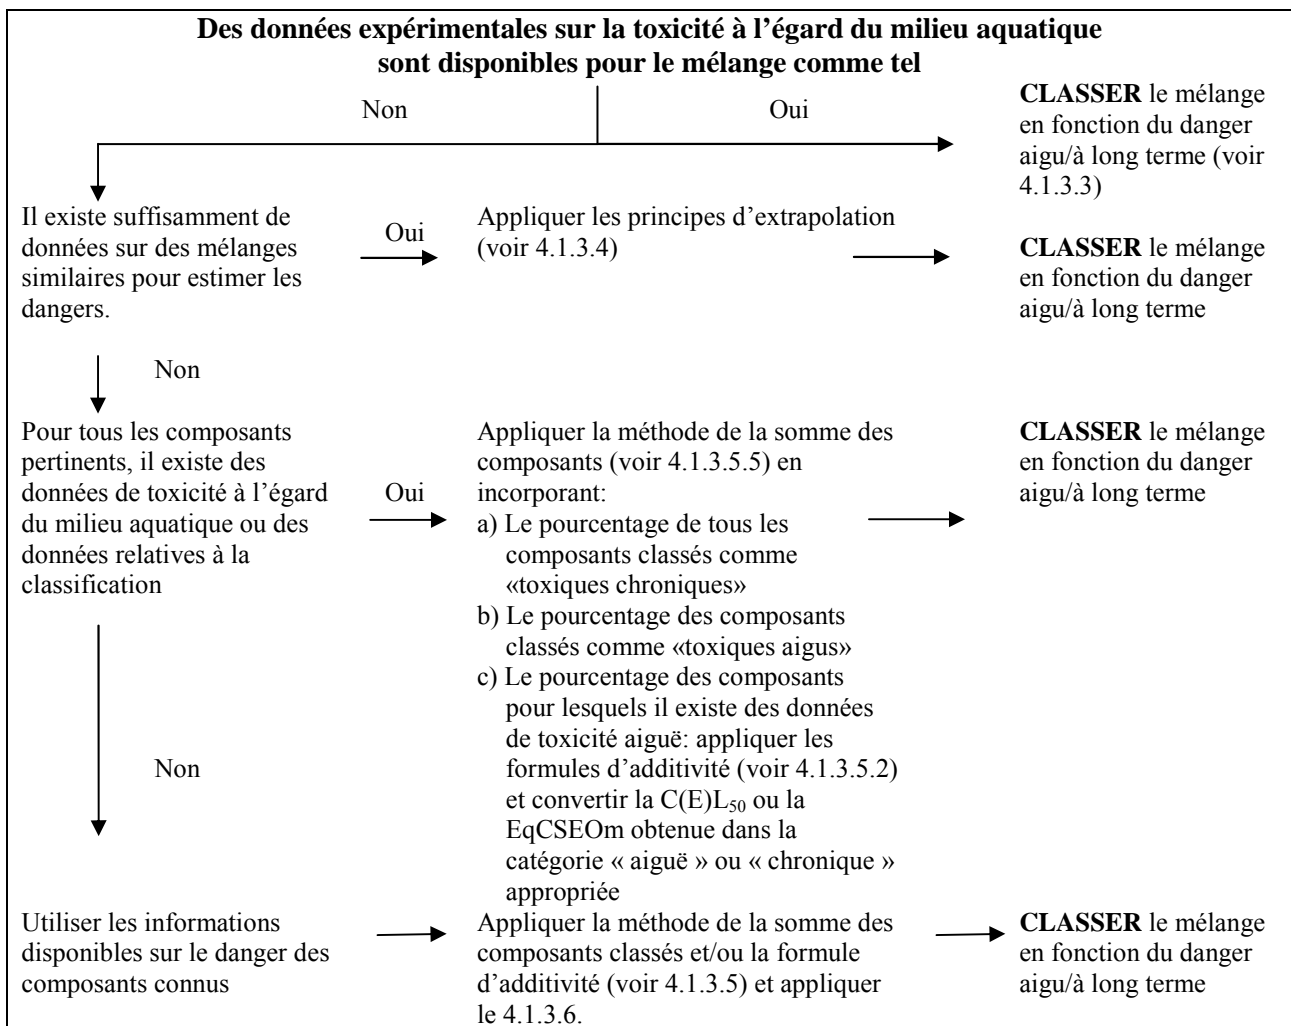 Des données expérimentales sur la toxicité à l'égard du milieu aquatique
sont disponibles pour le mélange comme tel
Non
Oui
CLASSER le mélange
en fonction du danger
aigu/à long terme (voir
4.1.3.3)
Il existe suffisamment de
données sur des mélanges
similaires pour estimer les
dangers.
Oui
Appliquer les principes d'extrapolation
(voir 4.1.3.4)
CLASSER le mélange
en fonction du danger
aigu/à long terme
Non
Pour tous les composants
pertinents, il existe des
données de toxicité à l'égard
du milieu aquatique ou des
données relatives à la
classification
Oui
Appliquer la méthode de la somme des
composants (voir 4.1.3.5.5) en
incorporant:
a) Le pourcentage de tous les
composants classés comme
«toxiques chroniques»
b) Le pourcentage des composants
classés comme «toxiques aigus»
c) Le pourcentage des composants
pour lesquels il existe des données
de toxicité aiguë: appliquer les
formules d'additivité (voir 4.1.3.5.2)
et convertir la C(E)L50 ou la
EqCSEOm obtenue dans la
catégorie « aiguë » ou « chronique »
appropriée
CLASSER le mélange
en fonction du danger
aigu/à long terme
Non
Utiliser les informations
disponibles sur le danger des
composants connus
Appliquer la méthode de la somme des
composants classés et/ou la formule
d'additivité (voir 4.1.3.5) et appliquer
le 4.1.3.6.
CLASSER le mélange
en fonction du danger
aigu/à long terme